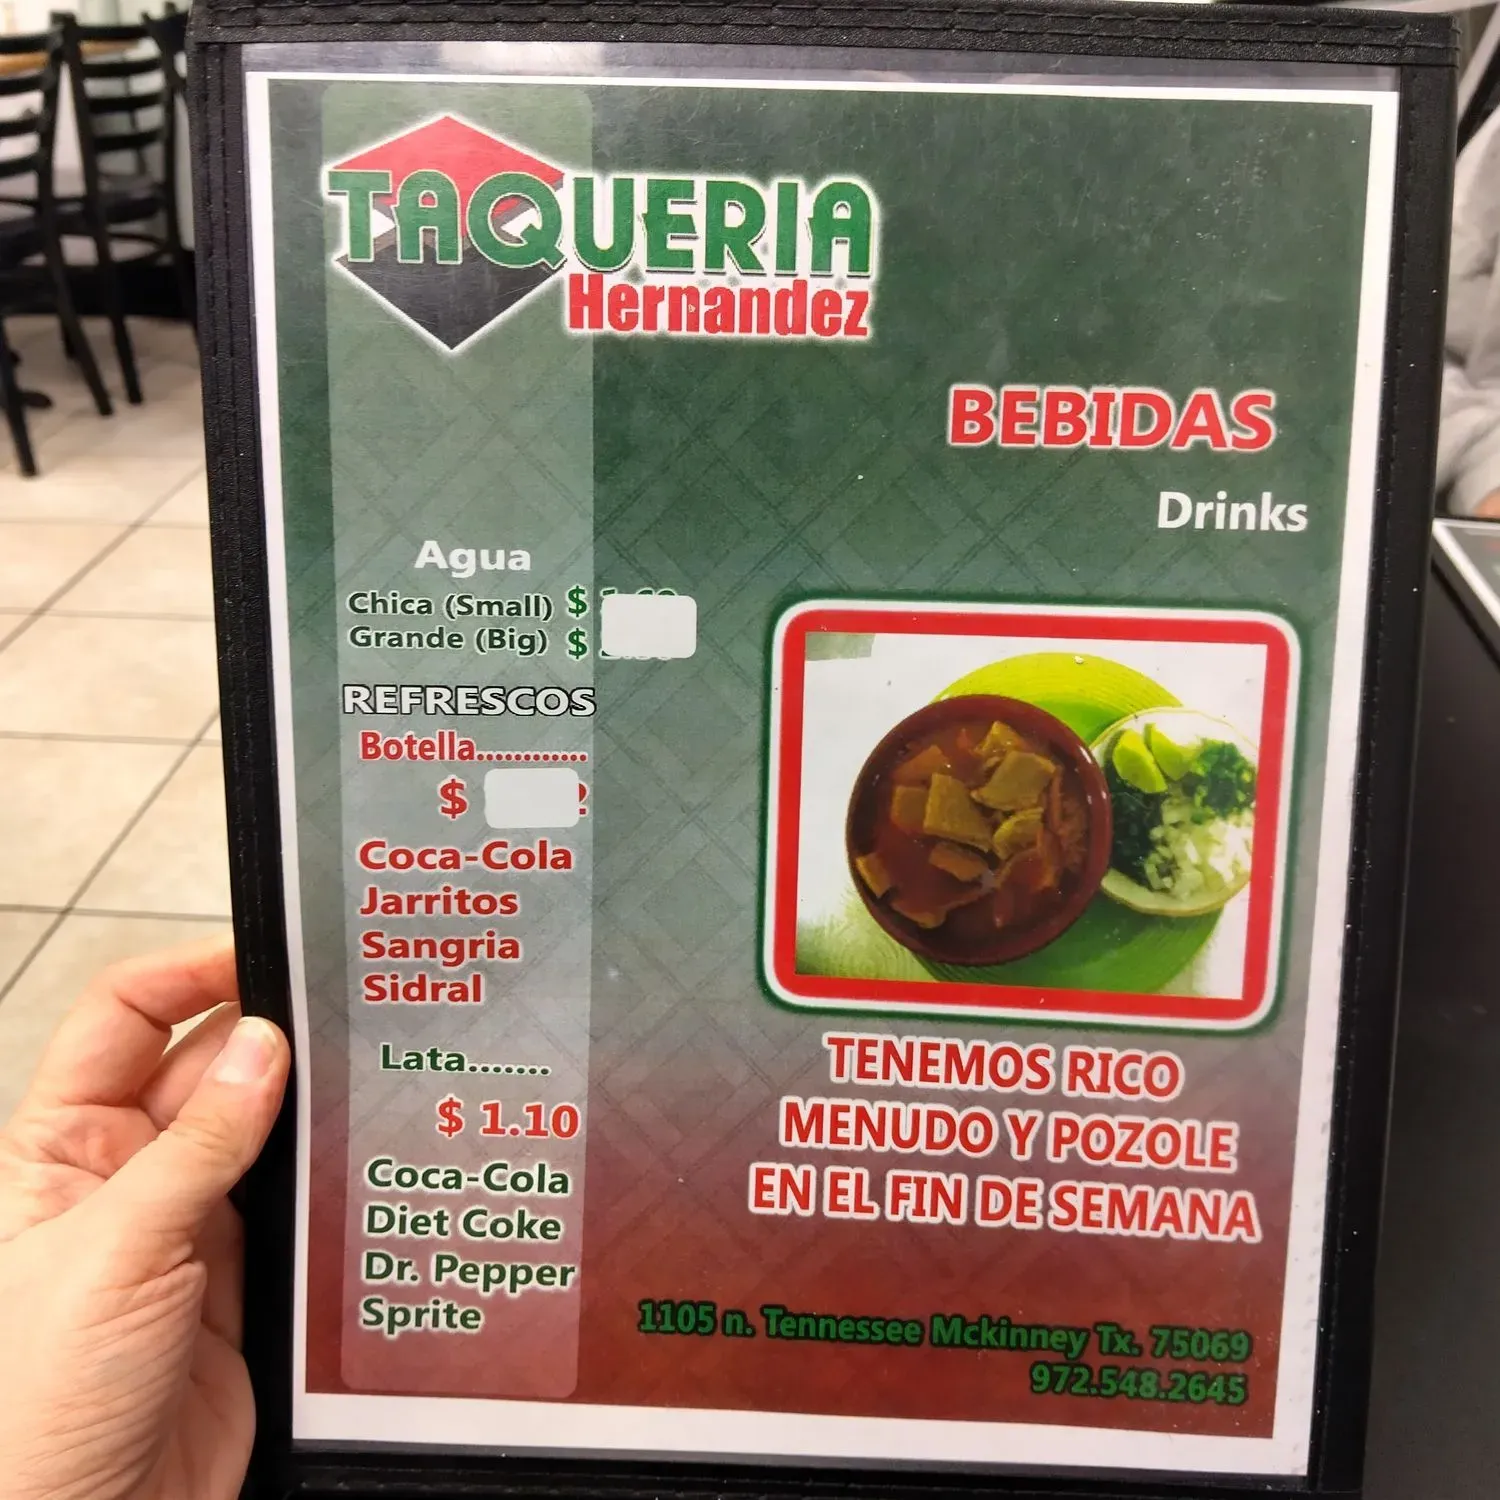 TAQUERIA
Hernandez
BEBIDAS
Drinks
Agua
Chica (Small) $
Grande (Big) $
REFRESCOS
Botella............
$
Coca-Cola
Jarritos
Sangria
Sidral
Lata.......
$ 1.10
Coca-Cola
Diet Coke
Dr. Pepper
Sprite
TENEMOS RICO
MENUDO Y POZOLE
EN EL FIN DE SEMANA
1105 n. Tennessee Mckinney Tx. 75069
972.548.2645